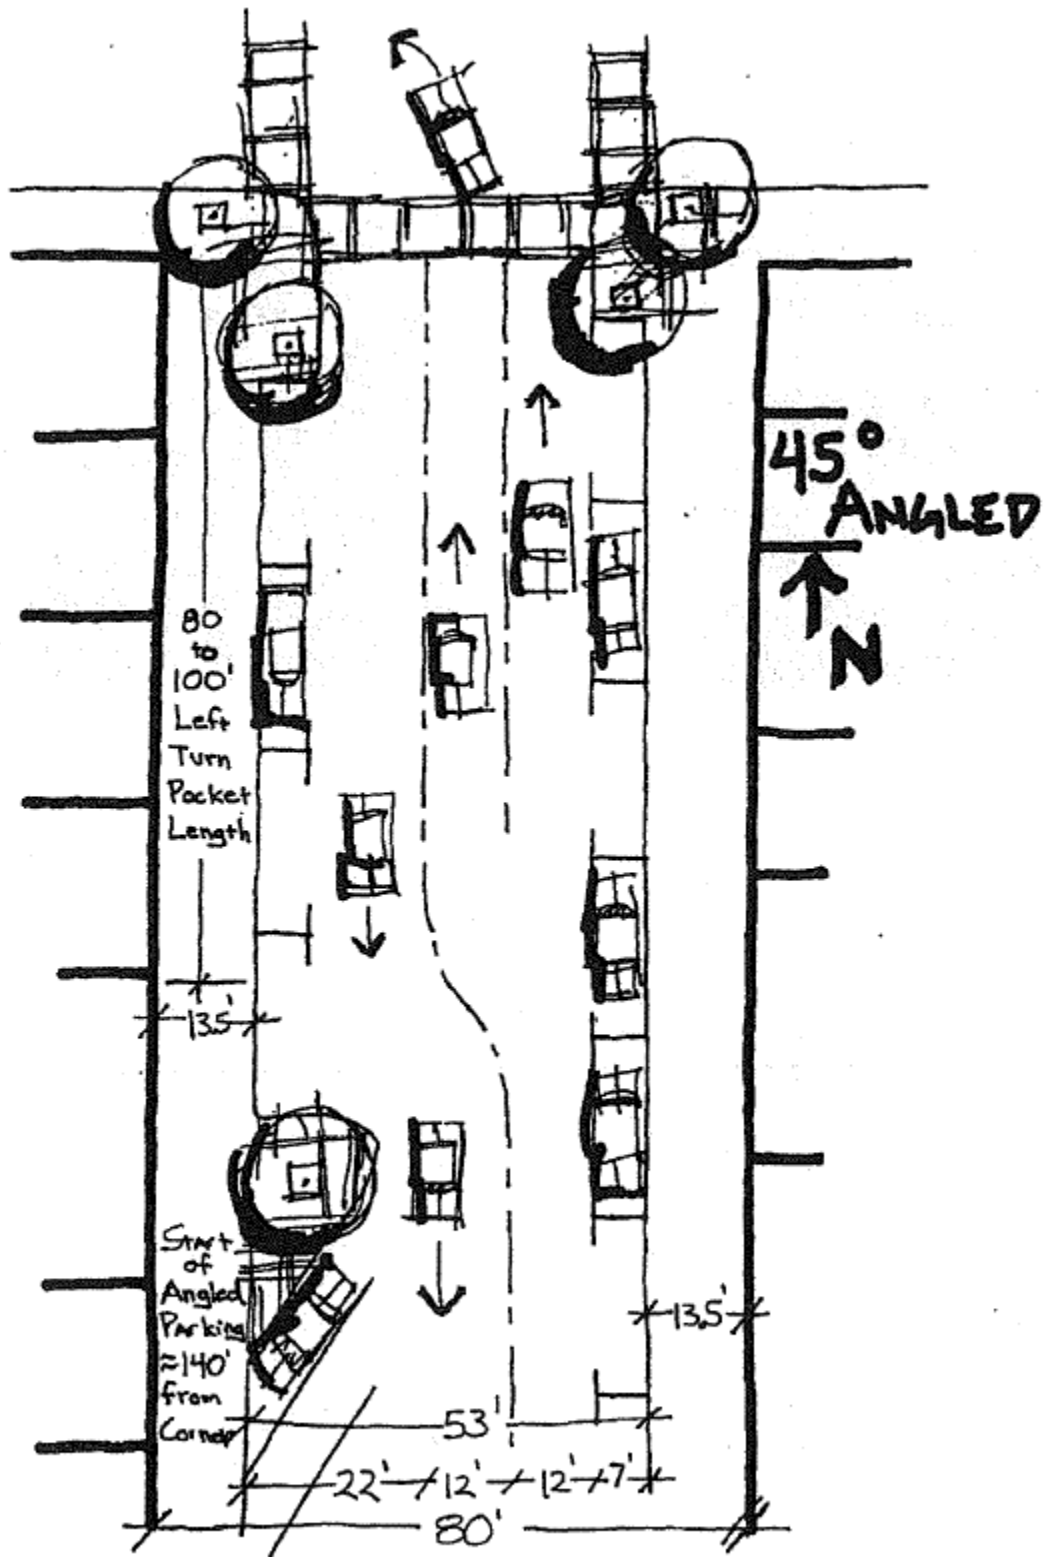 45°
ANGLED
N
80
to
100'
Left
Turn
Pocket
Length
13.5'
Start
of
Angled
Parking
≈140'
from
Corner
13.5'
53'
22' 12' 12' 7'
80'